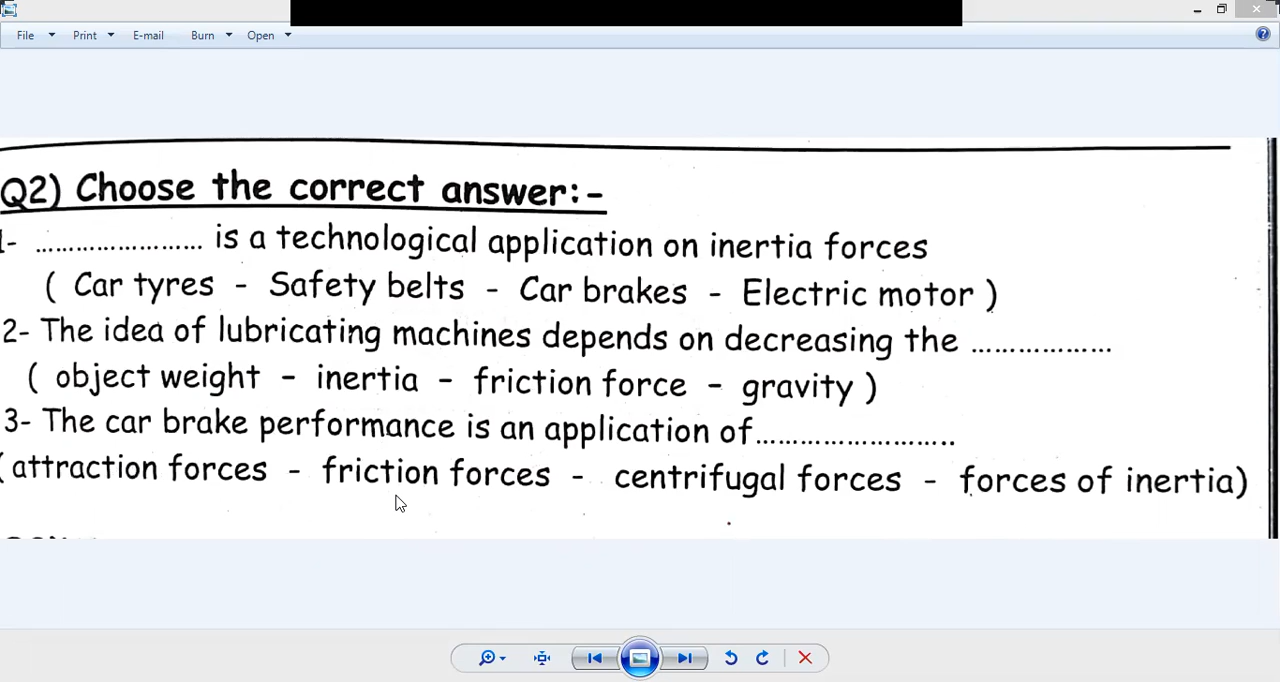 File Print E-mail Burn Open
Q2) Choose the correct answer:-
1- ........................ is a technological application on inertia forces
( Car tyres - Safety belts - Car brakes - Electric motor )
2- The idea of lubricating machines depends on decreasing the ..................
( object weight - inertia - friction force - gravity )
3- The car brake performance is an application of.........................
( attraction forces - friction forces - centrifugal forces - forces of inertia)